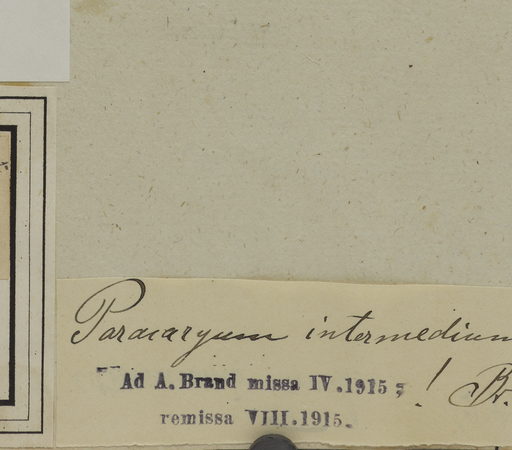 Paracaryum intermedium
! Br.
Ad A. Brand missa IV.1915;
remissa VIII.1915.